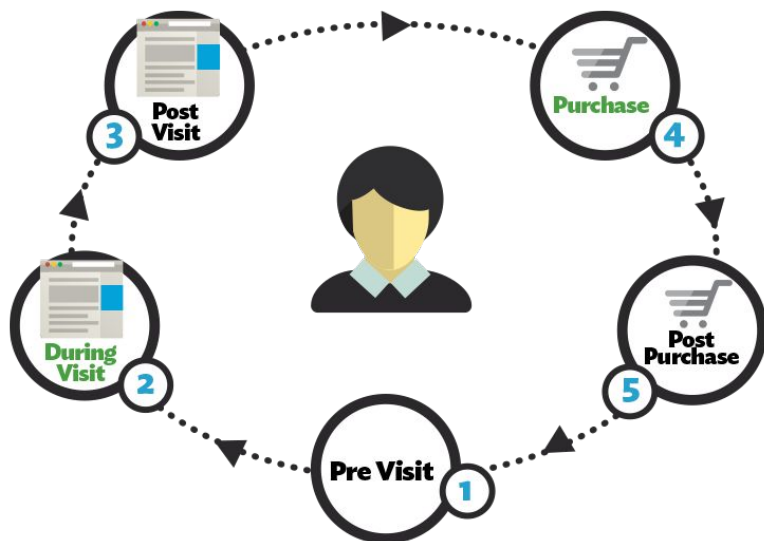 Post
Visit
3
Purchase
4
During
Visit
2
Post
Purchase
5
Pre Visit
1